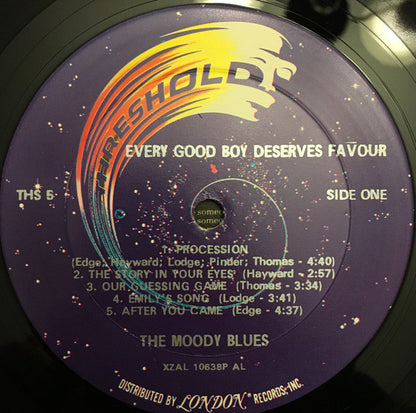 THRESHOLD
EVERY GOOD BOY DESERVES FAVOUR
THS 5
SIDE ONE
someo
someo
1. PROCESSION
(Edge; Hayward; Lodge; Pinder; Thomas - 4:40)
2. THE STORY IN YOUR EYES (Hayward - 2:57)
3. OUR GUESSING GAME (Thomas - 3:34)
4. EMILY'S SONG (Lodge - 3:41)
5. AFTER YOU CAME (Edge - 4:37)
THE MOODY BLUES
XZAL 10638P AL
DISTRIBUTED BY LONDON® RECORDS, INC.